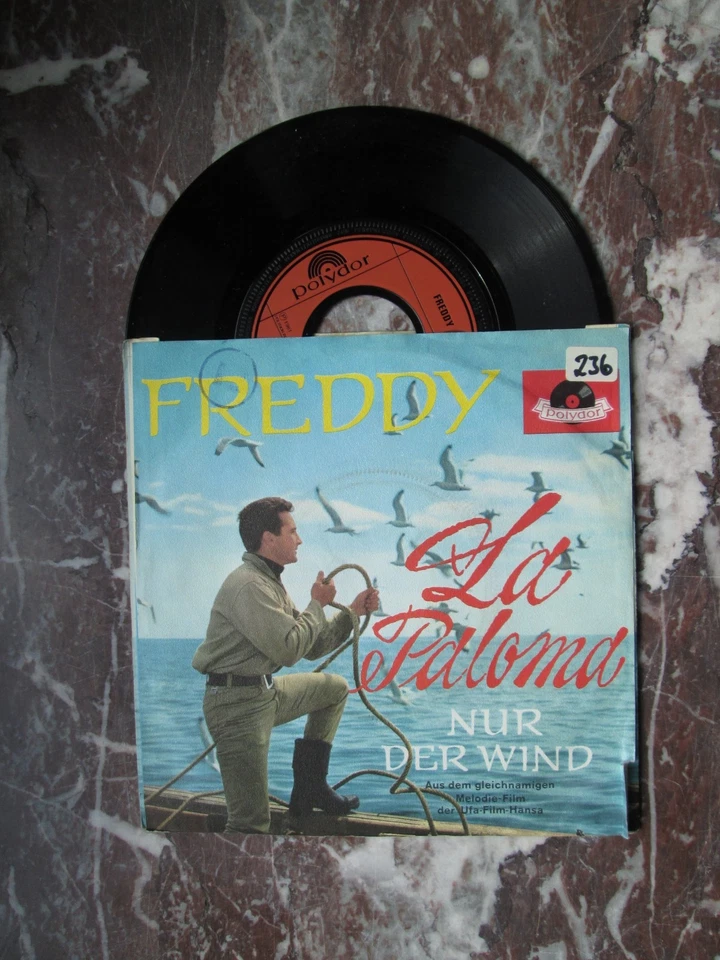 polydor
FREDDY
FREDDY
236
Polydor
La
Paloma
NUR
DER WIND
Aus dem gleichnamigen
Melodie-Film
der Ufa-Film-Hansa